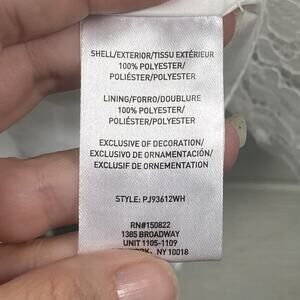 SHELL/EXTERIOR/TISSU EXTÉRIEUR
100% POLYESTER/
POLIÉSTER/POLYESTER
LINING/FORRO/DOUBLURE
100% POLYESTER/
POLIÉSTER/POLYESTER
EXCLUSIVE OF DECORATION/
EXCLUSIVO DE ORNAMENTACIÓN/
EXCLUSIF DE ORNEMENTATION
STYLE: PJ93612WH
RN#150822
1385 BROADWAY
UNIT 1105-1109
NY 10018